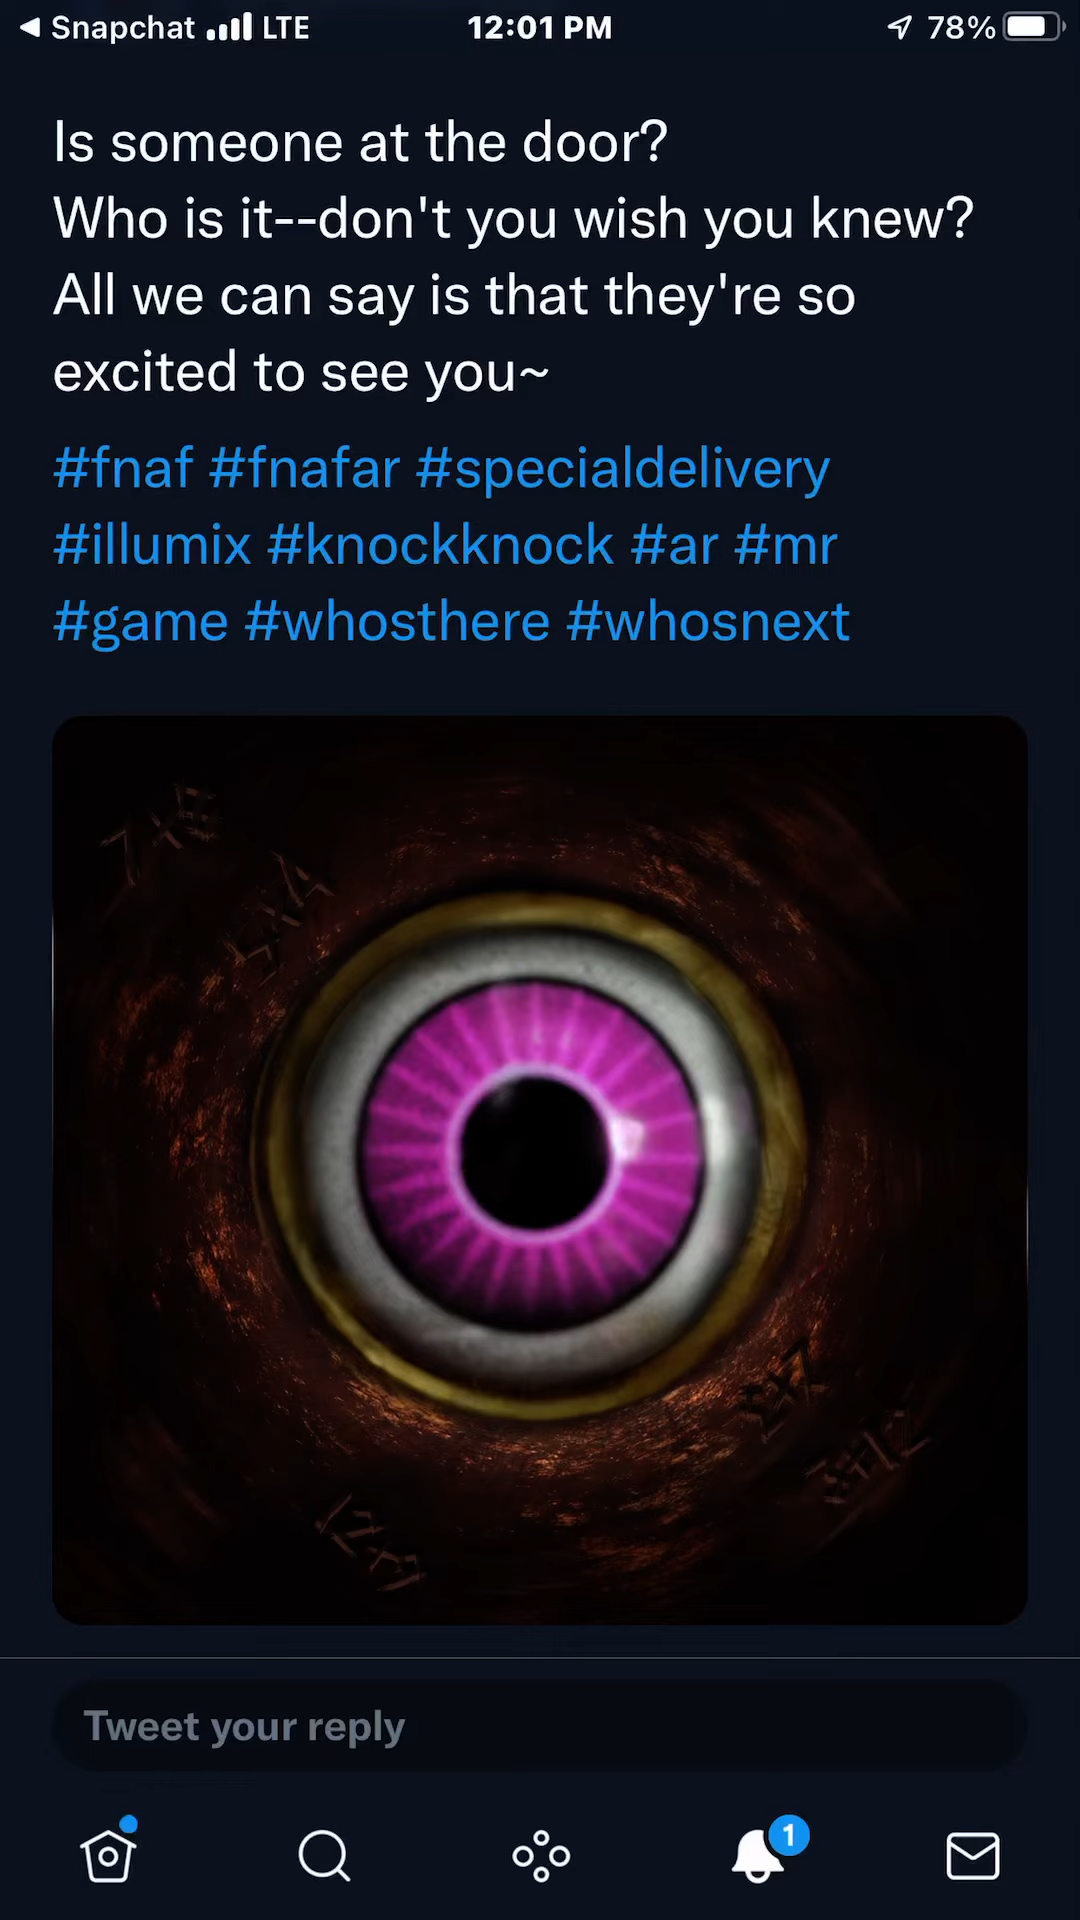 Snapchat LTE 12:01 PM 78%
Is someone at the door?
Who is it--don't you wish you knew?
All we can say is that they're so
excited to see you~
#fnaf #fnafar #specialdelivery
#illumix #knockknock #ar #mr
#game #whosthere #whosnext
Tweet your reply
1